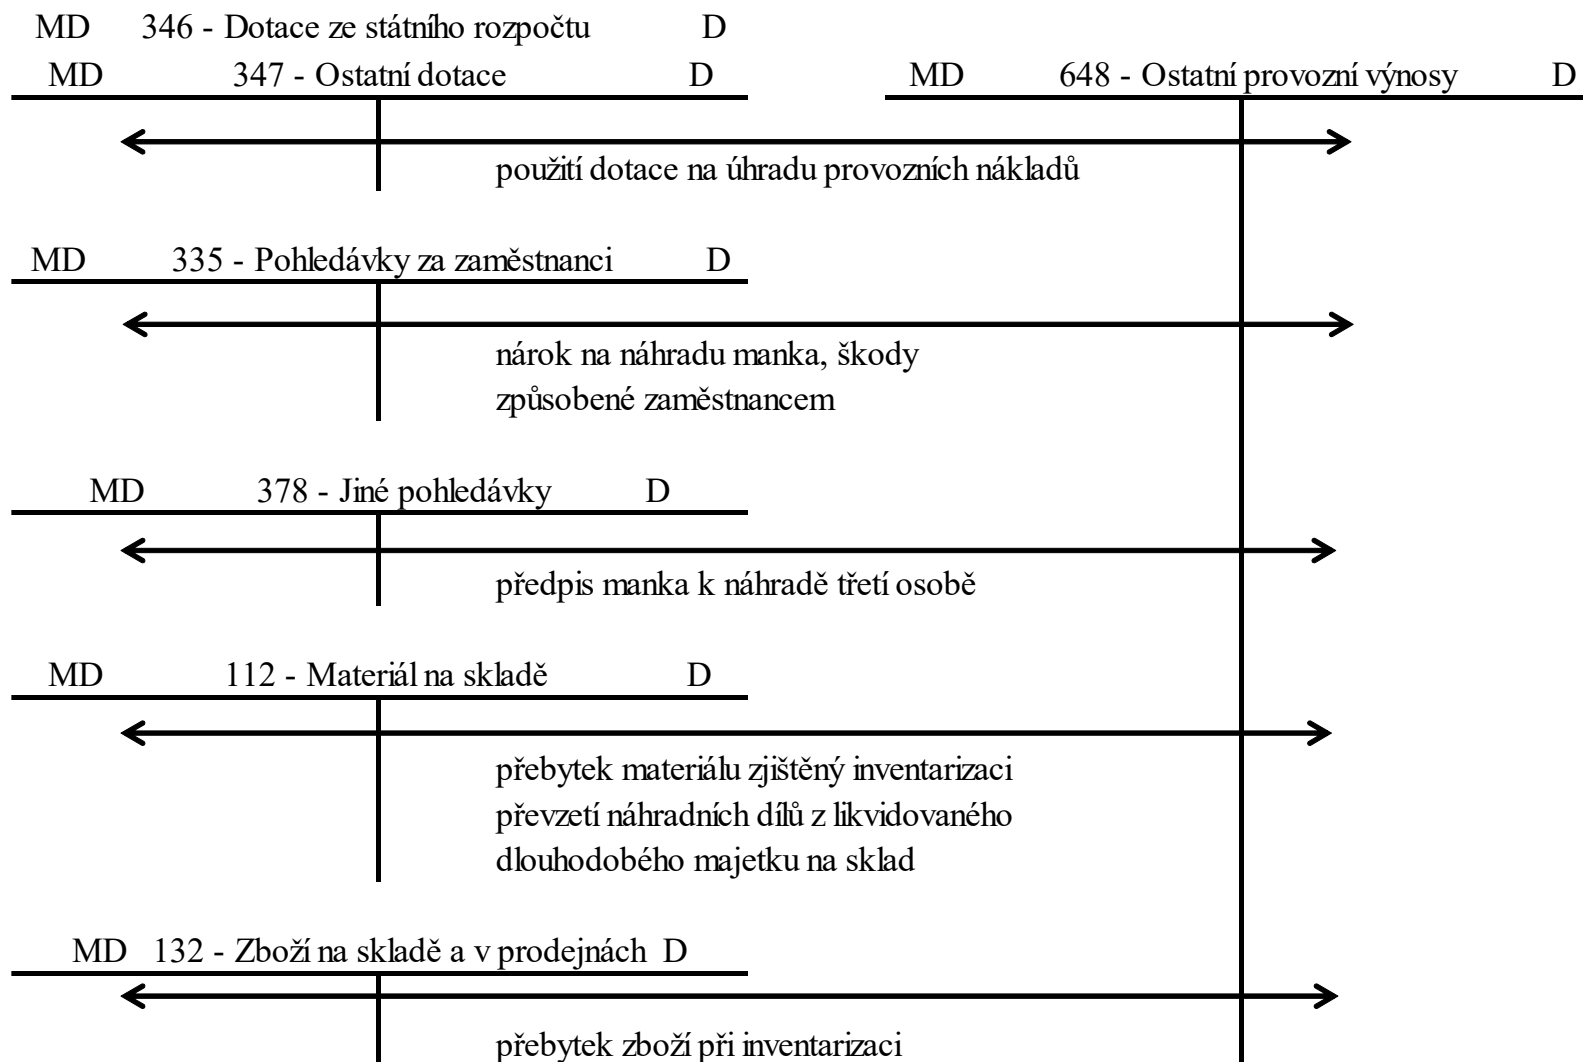 MD 346 - Dotace ze státního rozpočtu D
MD 347 - Ostatní dotace D MD 648 - Ostatní provozní výnosy D
použití dotace na úhradu provozních nákladů
MD 335 - Pohledávky za zaměstnanci D
nárok na náhradu manka, škody
způsobené zaměstnancem
MD 378 - Jiné pohledávky D
předpis manka k náhradě třetí osobě
MD 112 - Materiál na skladě D
přebytek materiálu zjištěný inventarizaci
převzetí náhradních dílů z likvidovaného
dlouhodobého majetku na sklad
MD 132 - Zboží na skladě a v prodejnách D
přebytek zboží při inventarizaci